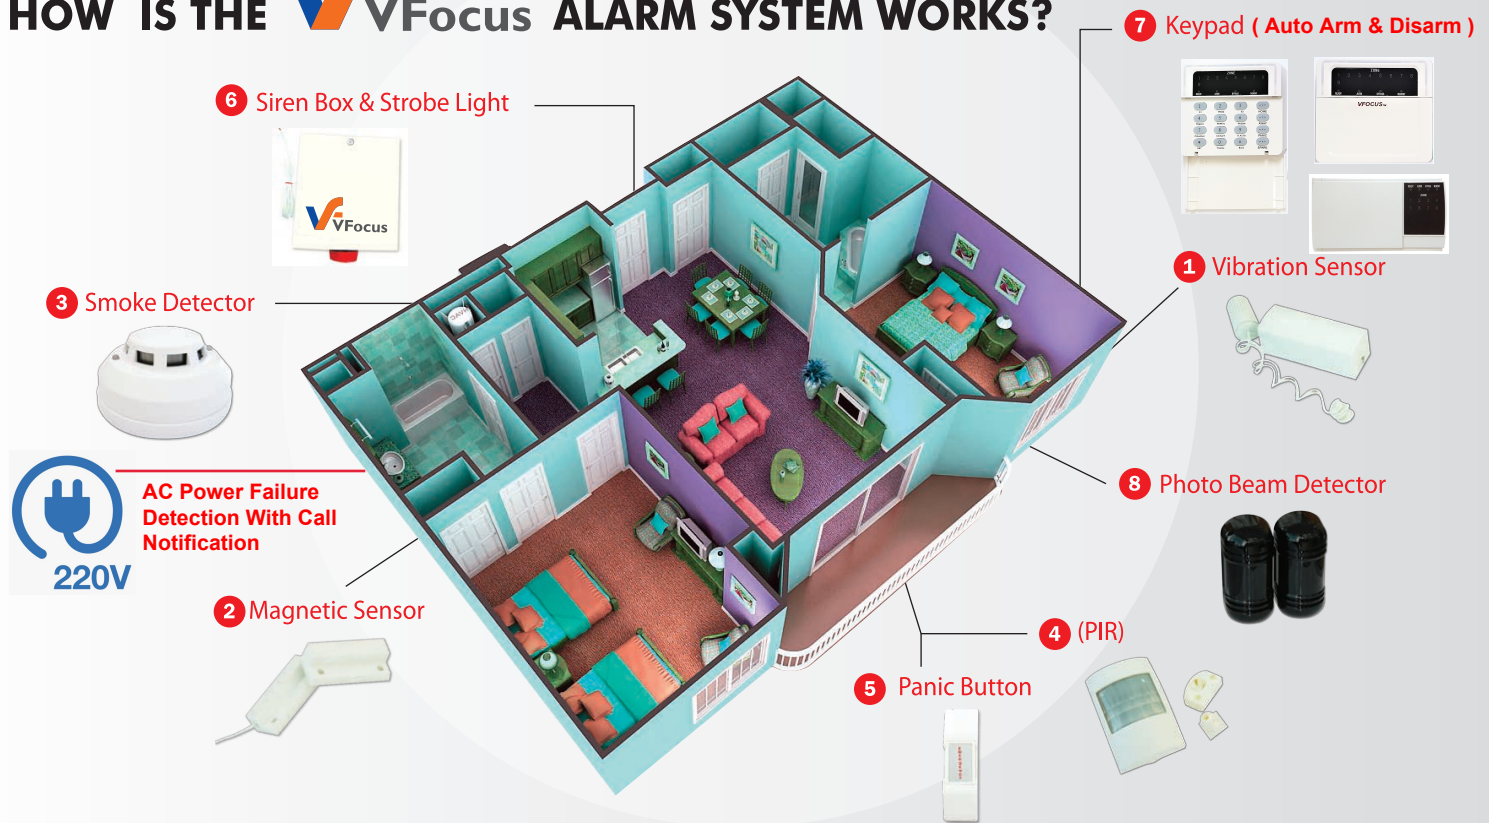 HOW IS THE VFocus ALARM SYSTEM WORKS?
7 Keypad ( Auto Arm & Disarm )
6 Siren Box & Strobe Light
VFocus
VFOCUS
1 Vibration Sensor
3 Smoke Detector
HVAC
8 Photo Beam Detector
AC Power Failure
Detection With Call
Notification
220V
2 Magnetic Sensor
4 (PIR)
5 Panic Button